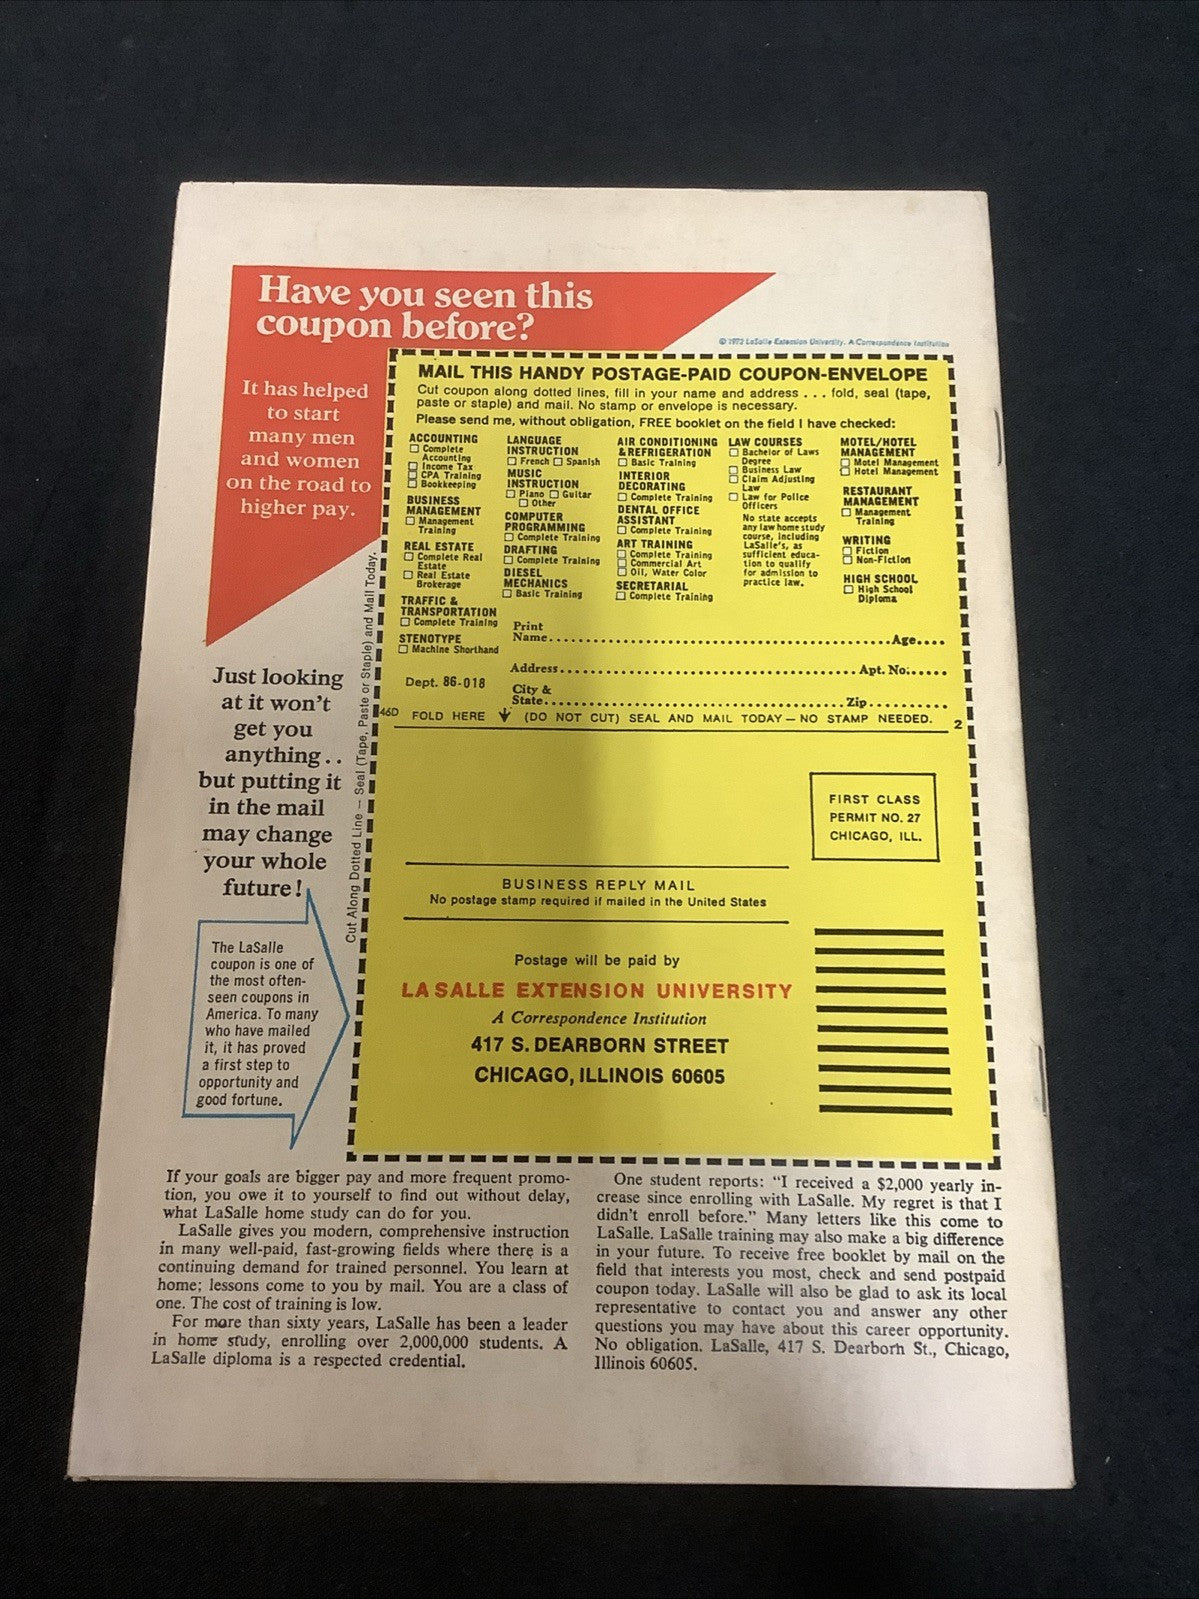 Have you seen this
coupon before?
It has helped
to start
many men
and women
on the road to
higher pay.
© 1972 LaSalle Extension University. A Correspondence Institution
MAIL THIS HANDY POSTAGE-PAID COUPON-ENVELOPE
Cut coupon along dotted lines, fill in your name and address . . . fold, seal (tape,
paste or staple) and mail. No stamp or envelope is necessary.
Please send me, without obligation, FREE booklet on the field I have checked:
ACCOUNTING
☐ Complete
Accounting
☐ Income Tax
☐ CPA Training
☐ Bookkeeping
BUSINESS
MANAGEMENT
☐ Management
Training
REAL ESTATE
☐ Complete Real
Estate
☐ Real Estate
Brokerage
TRAFFIC &
TRANSPORTATION
☐ Complete Training
STENOTYPE
☐ Machine Shorthand
LANGUAGE
INSTRUCTION
☐ French ☐ Spanish
MUSIC
INSTRUCTION
☐ Piano ☐ Guitar
☐ Other
COMPUTER
PROGRAMMING
☐ Complete Training
DRAFTING
☐ Complete Training
DIESEL
MECHANICS
☐ Basic Training
AIR CONDITIONING
& REFRIGERATION
☐ Basic Training
INTERIOR
DECORATING
☐ Complete Training
DENTAL OFFICE
ASSISTANT
☐ Complete Training
ART TRAINING
☐ Complete Training
☐ Commercial Art
☐ Oil, Water Color
SECRETARIAL
☐ Complete Training
LAW COURSES
☐ Bachelor of Laws
Degree
☐ Business Law
☐ Claim Adjusting
Law
☐ Law for Police
Officers
No state accepts
any law home study
course, including
LaSalle's, as
sufficient educa-
tion to qualify
for admission to
practice law.
MOTEL/HOTEL
MANAGEMENT
☐ Motel Management
☐ Hotel Management
RESTAURANT
MANAGEMENT
☐ Management
Training
WRITING
☐ Fiction
☐ Non-Fiction
HIGH SCHOOL
☐ High School
Diploma
Print
Name.....Age....
Address.....Apt. No......
Dept. 86-018
City &
State.....Zip..........
46D FOLD HERE ↓ (DO NOT CUT) SEAL AND MAIL TODAY — NO STAMP NEEDED. 2
Cut Along Dotted Line — Seal (Tape, Paste or Staple) and Mail Today.
Just looking
at it won't
get you
anything..
but putting it
in the mail
may change
your whole
future!
The LaSalle
coupon is one of
the most often-
seen coupons in
America. To many
who have mailed
it, it has proved
a first step to
opportunity and
good fortune.
FIRST CLASS
PERMIT NO. 27
CHICAGO, ILL.
BUSINESS REPLY MAIL
No postage stamp required if mailed in the United States
Postage will be paid by
LA SALLE EXTENSION UNIVERSITY
A Correspondence Institution
417 S. DEARBORN STREET
CHICAGO, ILLINOIS 60605
If your goals are bigger pay and more frequent promo-
tion, you owe it to yourself to find out without delay,
what LaSalle home study can do for you.
LaSalle gives you modern, comprehensive instruction
in many well-paid, fast-growing fields where there is a
continuing demand for trained personnel. You learn at
home; lessons come to you by mail. You are a class of
one. The cost of training is low.
For more than sixty years, LaSalle has been a leader
in home study, enrolling over 2,000,000 students. A
LaSalle diploma is a respected credential.
One student reports: "I received a $2,000 yearly in-
crease since enrolling with LaSalle. My regret is that I
didn't enroll before." Many letters like this come to
LaSalle. LaSalle training may also make a big difference
in your future. To receive free booklet by mail on the
field that interests you most, check and send postpaid
coupon today. LaSalle will also be glad to ask its local
representative to contact you and answer any other
questions you may have about this career opportunity.
No obligation. LaSalle, 417 S. Dearborn St., Chicago,
Illinois 60605.